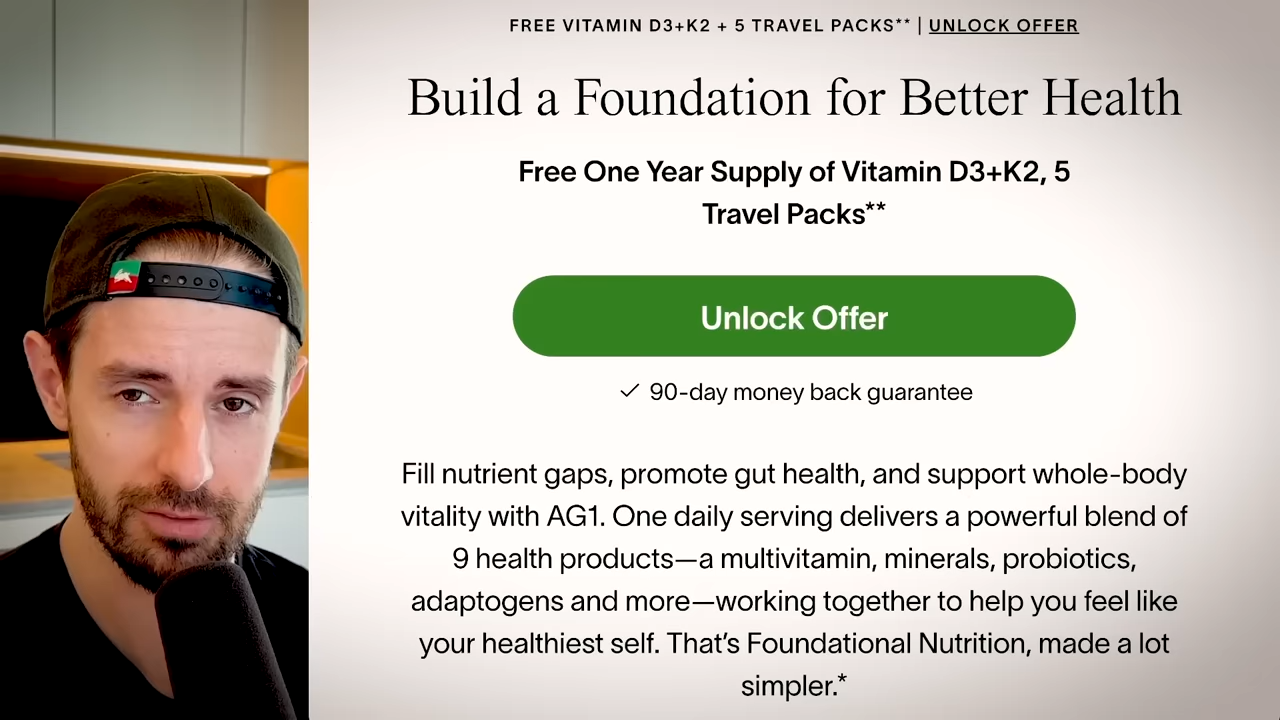 FREE VITAMIN D3+K2 + 5 TRAVEL PACKS** | UNLOCK OFFER
Build a Foundation for Better Health
Free One Year Supply of Vitamin D3+K2, 5
Travel Packs**
Unlock Offer
✓ 90-day money back guarantee
Fill nutrient gaps, promote gut health, and support whole-body
vitality with AG1. One daily serving delivers a powerful blend of
9 health products—a multivitamin, minerals, probiotics,
adaptogens and more—working together to help you feel like
your healthiest self. That’s Foundational Nutrition, made a lot
simpler.*